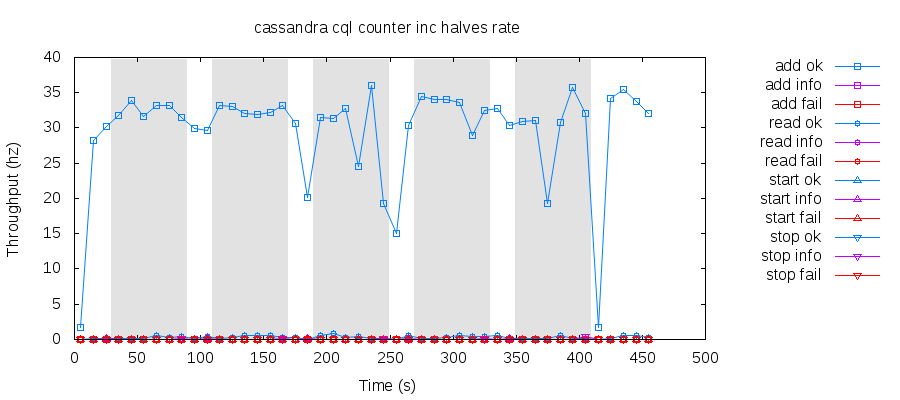 cassandra cql counter inc halves rate
Throughput (hz)
40
35
30
25
20
15
10
5
0
0 50 100 150 200 250 300 350 400 450 500
Time (s)
add ok
add info
add fail
read ok
read info
read fail
start ok
start info
start fail
stop ok
stop info
stop fail